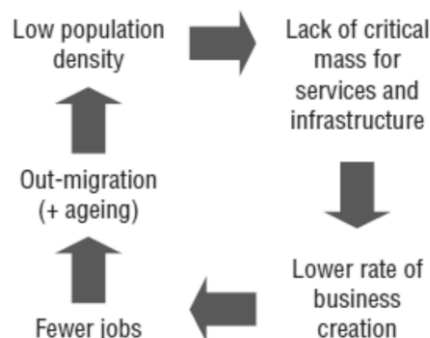 Low population
density
Lack of critical
mass for
services and
infrastructure
Out-migration
(+ ageing)
Lower rate of
business
creation
Fewer jobs